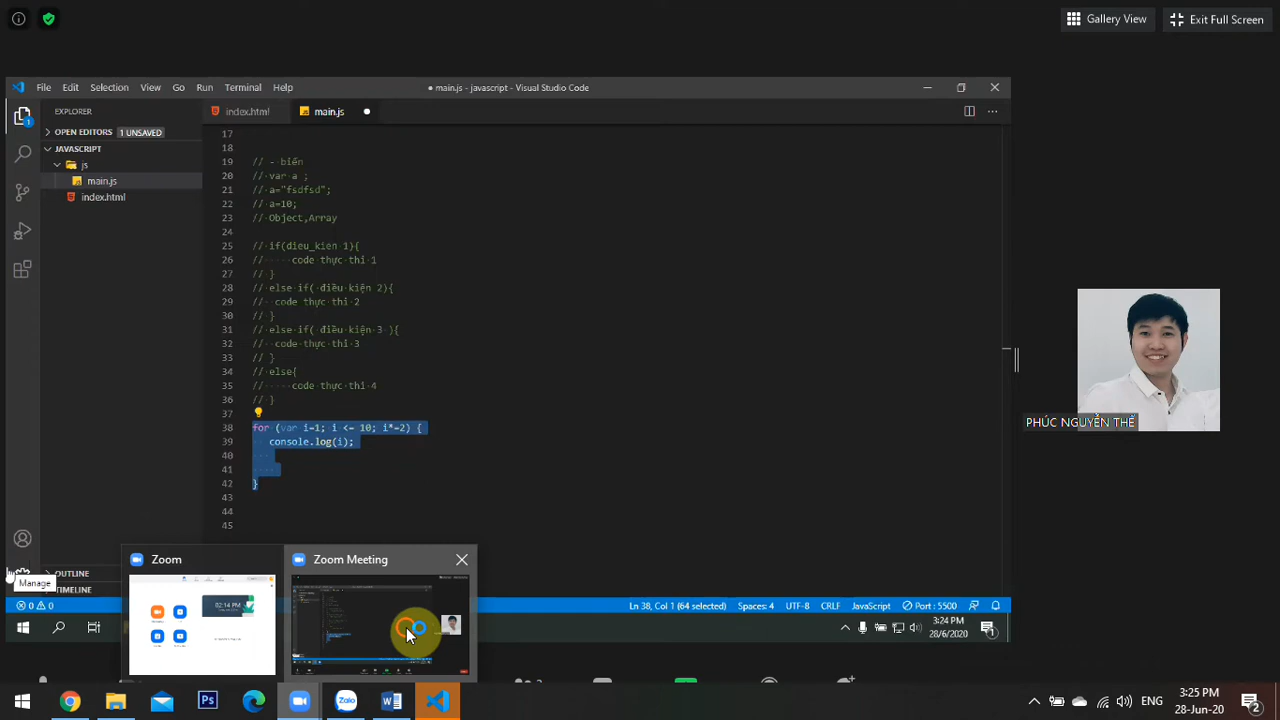 Gallery View
Exit Full Screen
File Edit Selection View Go Run Terminal Help
● main.js - javascript - Visual Studio Code
EXPLORER
index.html
main.js
OPEN EDITORS 1 UNSAVED
JAVASCRIPT
js
main.js
index.html
17
18
19 // - biến
20 // var a ;
21 // a="fsdfsd";
22 // a=10;
23 // Object,Array
24
25 // if(dieu_kien 1){
26 // code thực thi 1
27 // }
28 // else if( điều kiện 2){
29 // code thực thi 2
30 // }
31 // else if( điều kiện 3 ){
32 // code thực thi 3
33 // }
34 // else{
35 // code thực thi 4
36 // }
37
38 for (var i=1; i <= 10; i*=2) {
39 console.log(i);
40
41
42 }
43
44
45
PHÚC NGUYỄN THẾ
Zoom
Zoom Meeting
02:14 PM
OUTLINE
Manage
TIMELINE
0 0
Ln 38, Col 1 (64 selected) Spaces: 4 UTF-8 CRLF JavaScript Port : 5500
3:24 PM
28/06/2020
1
Ps
Zalo
W
ENG
3:25 PM
28-Jun-20
2